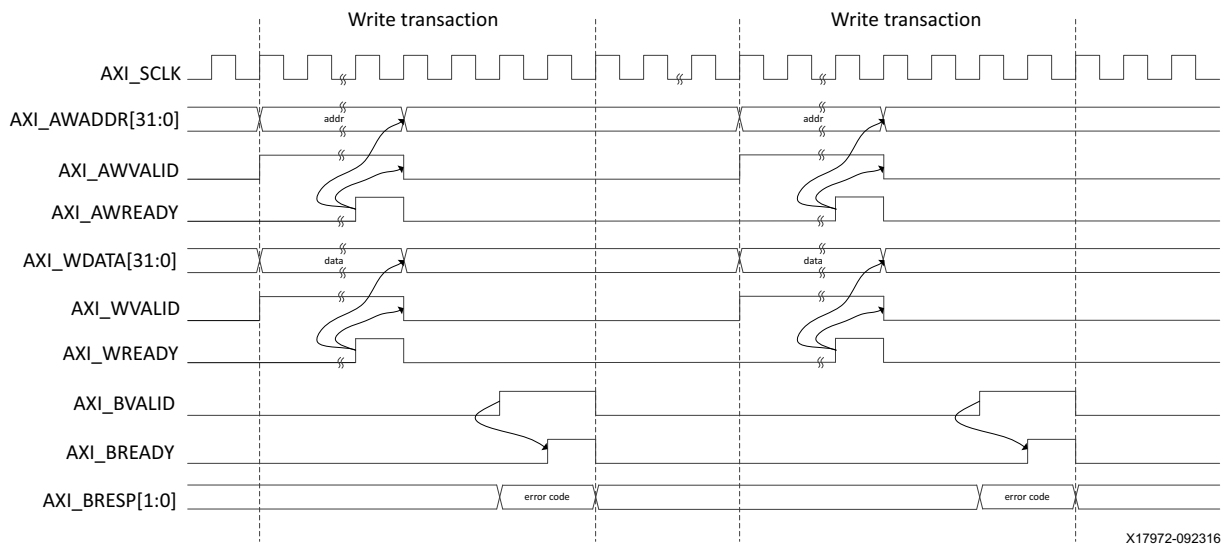 Write transaction Write transaction
AXI_SCLK
AXI_AWADDR[31:0] addr addr
AXI_AWVALID
AXI_AWREADY
AXI_WDATA[31:0] data data
AXI_WVALID
AXI_WREADY
AXI_BVALID
AXI_BREADY
AXI_BRESP[1:0] error code error code
X17972-092316